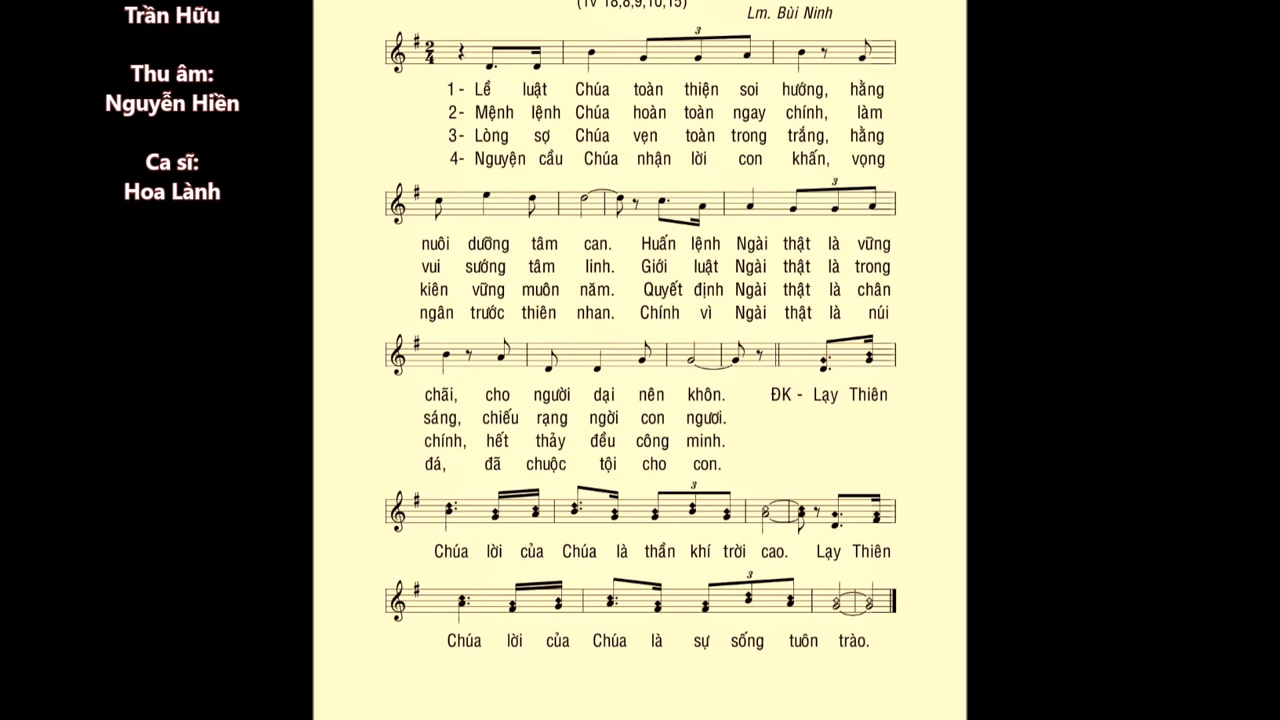 Trần Hữu
Thu âm:
Nguyễn Hiền
Ca sĩ:
Hoa Lành
(TV 18,8,9,10,15)
Lm. Bùi Ninh
1- Lề luật Chúa toàn thiện soi hướng, hằng
2- Mệnh lệnh Chúa hoàn toàn ngay chính, làm
3- Lòng sợ Chúa vẹn toàn trong trắng, hằng
4- Nguyện cầu Chúa nhận lời con khấn, vọng
nuôi dưỡng tâm can. Huấn lệnh Ngài thật là vững
vui sướng tâm linh. Giới luật Ngài thật là trong
kiên vững muôn năm. Quyết định Ngài thật là chân
ngân trước thiên nhan. Chính vì Ngài thật là núi
chãi, cho người dại nên khôn. ĐK - Lạy Thiên
sáng, chiếu rạng ngời con ngươi.
chính, hết thảy đều công minh.
đá, đã chuộc tội cho con.
Chúa lời của Chúa là thần khí trời cao. Lạy Thiên
Chúa lời của Chúa là sự sống tuôn trào.